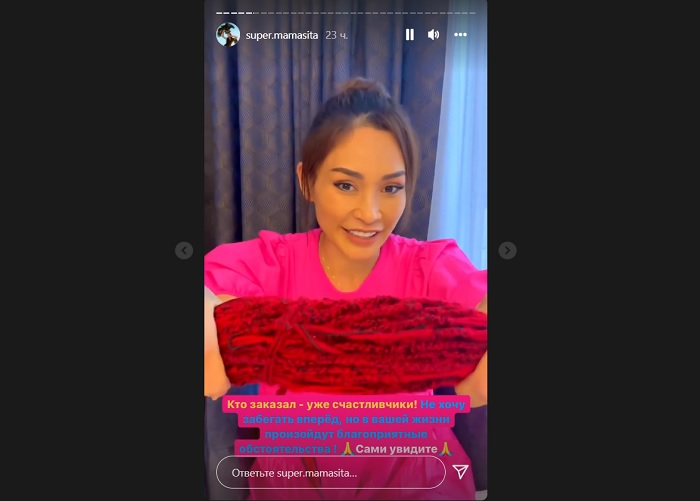 super.mamasita 23 ч.
Кто заказал - уже счастливчики! Не хочу
забегать вперёд, но в вашей жизни
произойдут благоприятные
обстоятельства ! 🙏Сами увидите🙏
Ответьте super.mamasita...